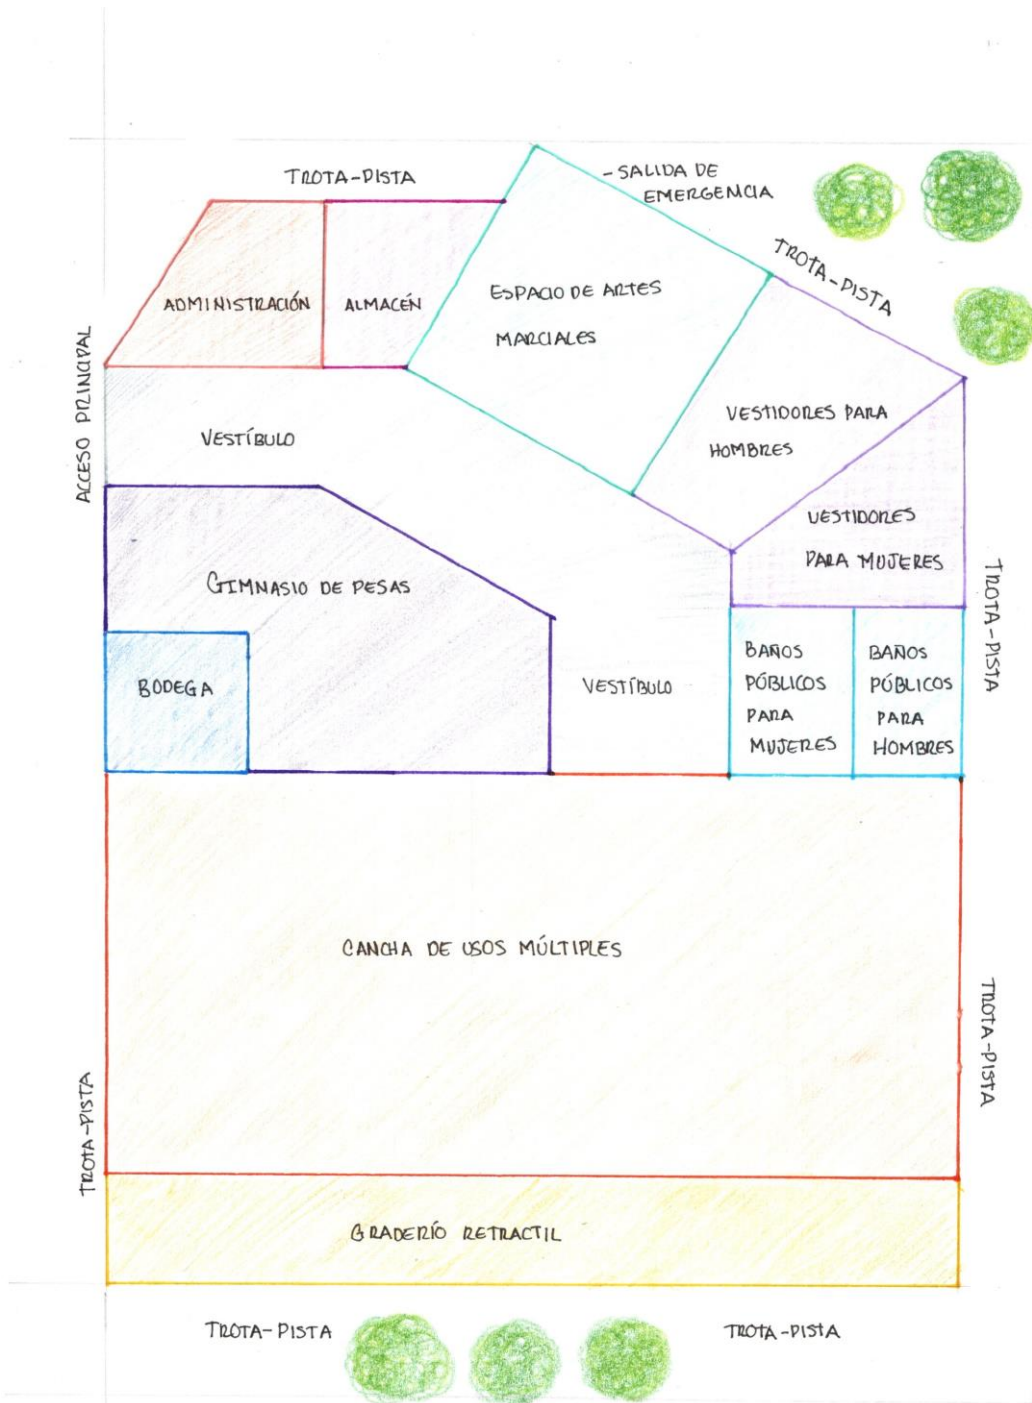 TROTA-PISTA
-SALIDA DE
EMERGENCIA
TROTA-PISTA
ADMINISTRACIÓN
ALMACÉN
ESPACIO DE ARTES
MARCIALES
ACCESO PRINCIPAL
VESTÍBULO
VESTIDORES PARA
HOMBRES
VESTIDORES
PARA MUJERES
GIMNASIO DE PESAS
TROTA-PISTA
BODEGA
VESTÍBULO
BAÑOS
PÚBLICOS
PARA
MUJERES
BAÑOS
PÚBLICOS
PARA
HOMBRES
CANCHA DE USOS MÚLTIPLES
TROTA-PISTA
TROTA-PISTA
GRADERÍO RETRACTIL
TROTA-PISTA
TROTA-PISTA